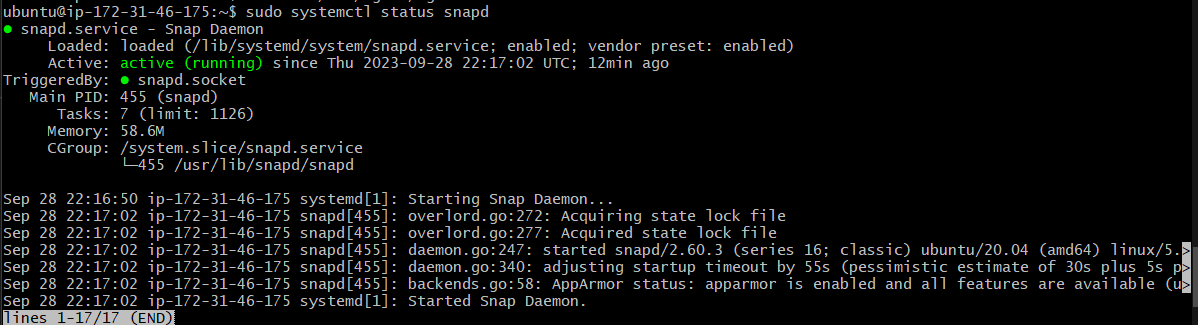 ubuntu@ip-172-31-46-175:~$ sudo systemctl status snapd
● snapd.service - Snap Daemon
     Loaded: loaded (/lib/systemd/system/snapd.service; enabled; vendor preset: enabled)
     Active: active (running) since Thu 2023-09-28 22:17:02 UTC; 12min ago
TriggeredBy: ● snapd.socket
   Main PID: 455 (snapd)
      Tasks: 7 (limit: 1126)
     Memory: 58.6M
     CGroup: /system.slice/snapd.service
             └─455 /usr/lib/snapd/snapd
Sep 28 22:16:50 ip-172-31-46-175 systemd[1]: Starting Snap Daemon...
Sep 28 22:17:02 ip-172-31-46-175 snapd[455]: overlord.go:272: Acquiring state lock file
Sep 28 22:17:02 ip-172-31-46-175 snapd[455]: overlord.go:277: Acquired state lock file
Sep 28 22:17:02 ip-172-31-46-175 snapd[455]: daemon.go:247: started snapd/2.60.3 (series 16; classic) ubuntu/20.04 (amd64) linux/5.>
Sep 28 22:17:02 ip-172-31-46-175 snapd[455]: daemon.go:340: adjusting startup timeout by 55s (pessimistic estimate of 30s plus 5s p>
Sep 28 22:17:02 ip-172-31-46-175 snapd[455]: backends.go:58: AppArmor status: apparmor is enabled and all features are available (u>
Sep 28 22:17:02 ip-172-31-46-175 systemd[1]: Started Snap Daemon.
lines 1-17/17 (END)